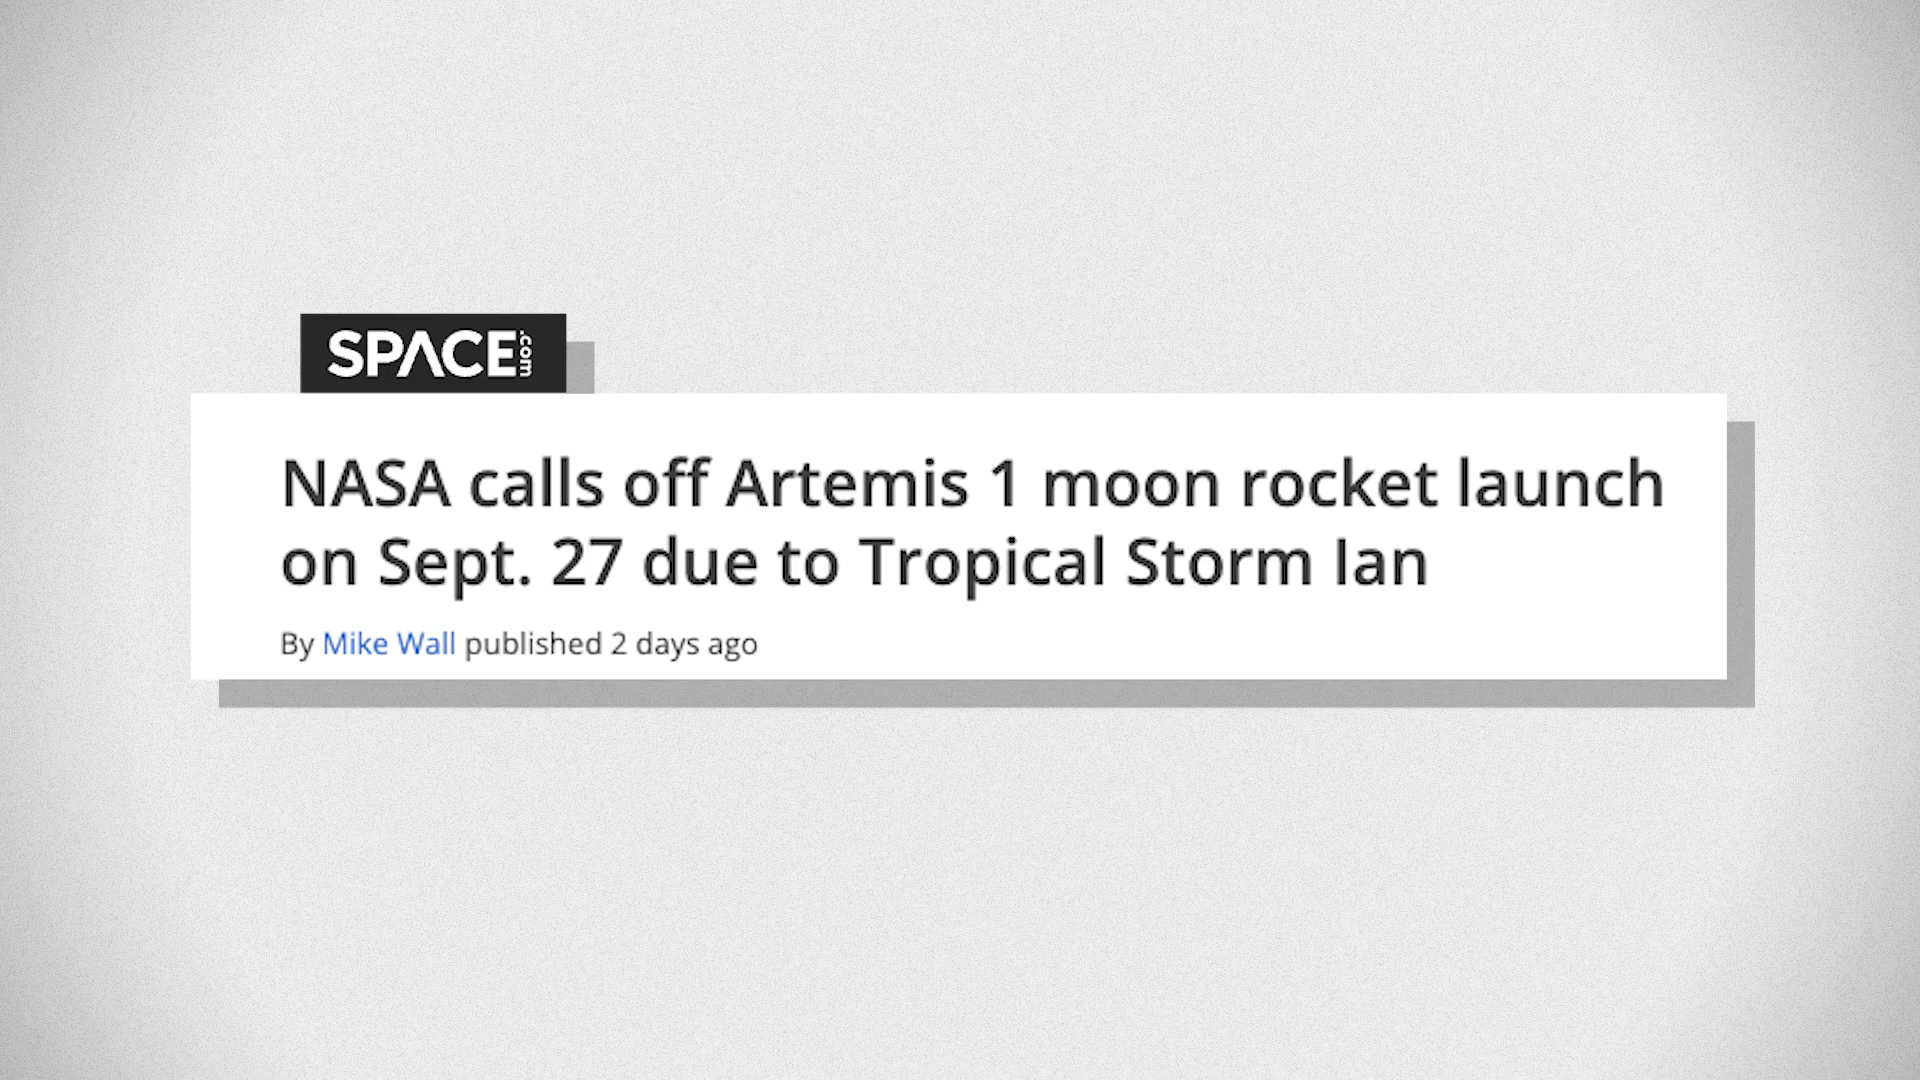 SPACE.com
NASA calls off Artemis 1 moon rocket launch
on Sept. 27 due to Tropical Storm Ian
By Mike Wall published 2 days ago